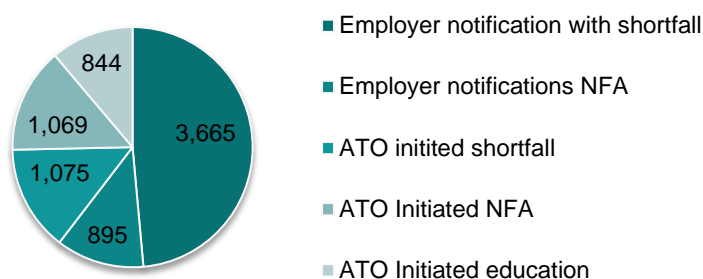 Employer notification with shortfall
844
Employer notifications NFA
1,069
3,665
ATO initited shortfall
1,075
ATO Initiated NFA
895
ATO Initiated education